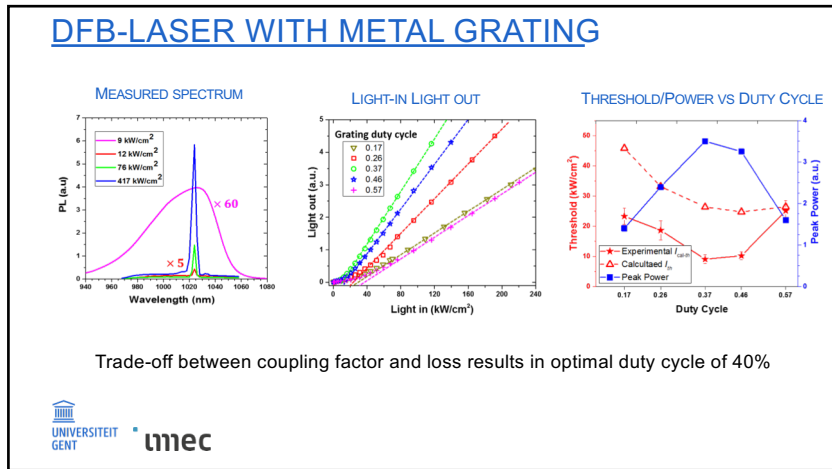 DFB-LASER WITH METAL GRATING
MEASURED SPECTRUM
PL (a.u)
7
6
5
4
3
2
1
0
9 kW/cm²
12 kW/cm²
76 kW/cm²
417 kW/cm²
× 60
× 5
940 960 980 1000 1020 1040 1060 1080
Wavelength (nm)
LIGHT-IN LIGHT OUT
Light out (a.u.)
5
4
3
2
1
0
Grating duty cycle
0.17
0.26
0.37
0.46
0.57
0 40 80 120 160 200 240
Light in (kW/cm²)
THRESHOLD/POWER VS DUTY CYCLE
Threshold (kW/cm²)
60
50
40
30
20
10
0
Experimental I_cal-th
Calcultaed I_th
Peak Power
0.17 0.26 0.37 0.46 0.57
Duty Cycle
4
3
2
1
0
Peak Power (a.u.)
Trade-off between coupling factor and loss results in optimal duty cycle of 40%
UNIVERSITEIT
GENT
imec